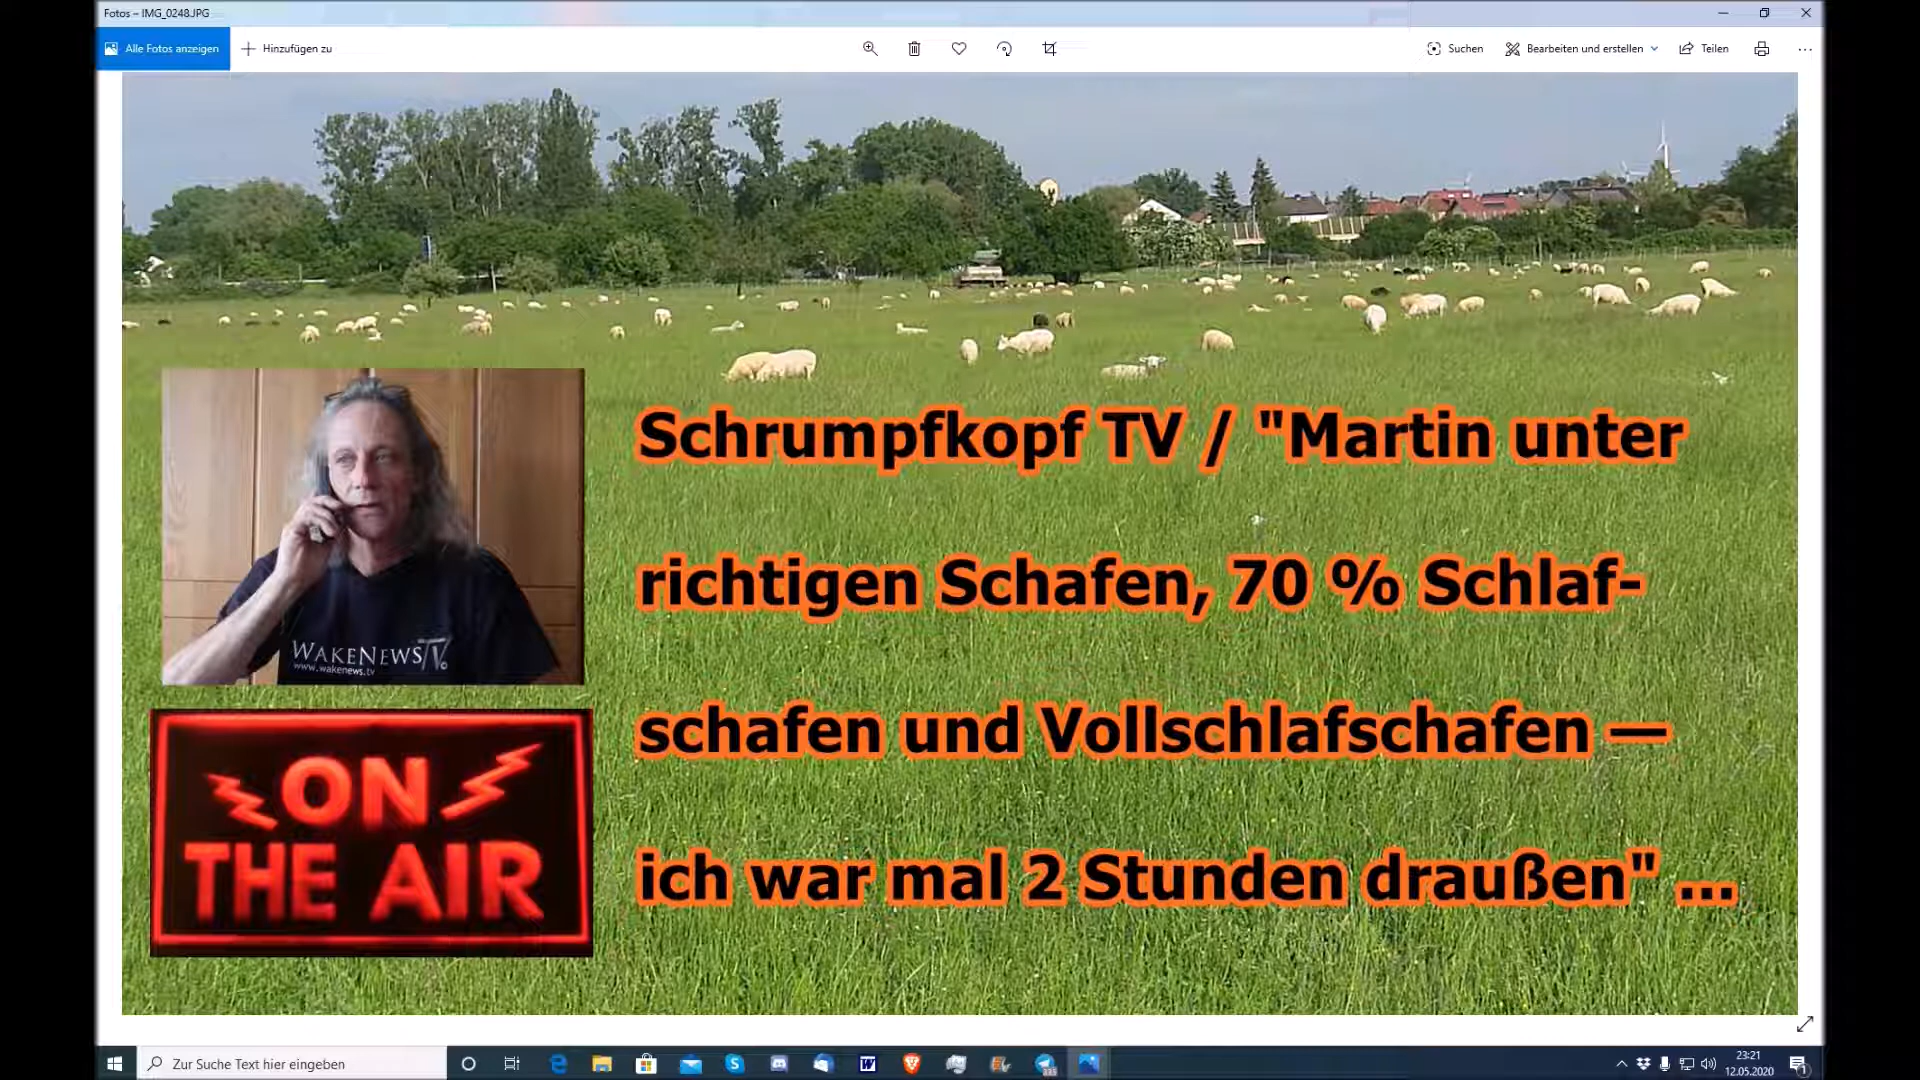 Fotos – IMG_0248.JPG
Alle Fotos anzeigen
Hinzufügen zu
Suchen
Bearbeiten und erstellen
Teilen
Schrumpfkopf TV / "Martin unter
richtigen Schafen, 70 % Schlaf-
schafen und Vollschlafschafen —
ich war mal 2 Stunden draußen" ...
WAKENEWSTV
www.wakenews.tv
ON
THE AIR
Zur Suche Text hier eingeben
23:21
12.05.2020